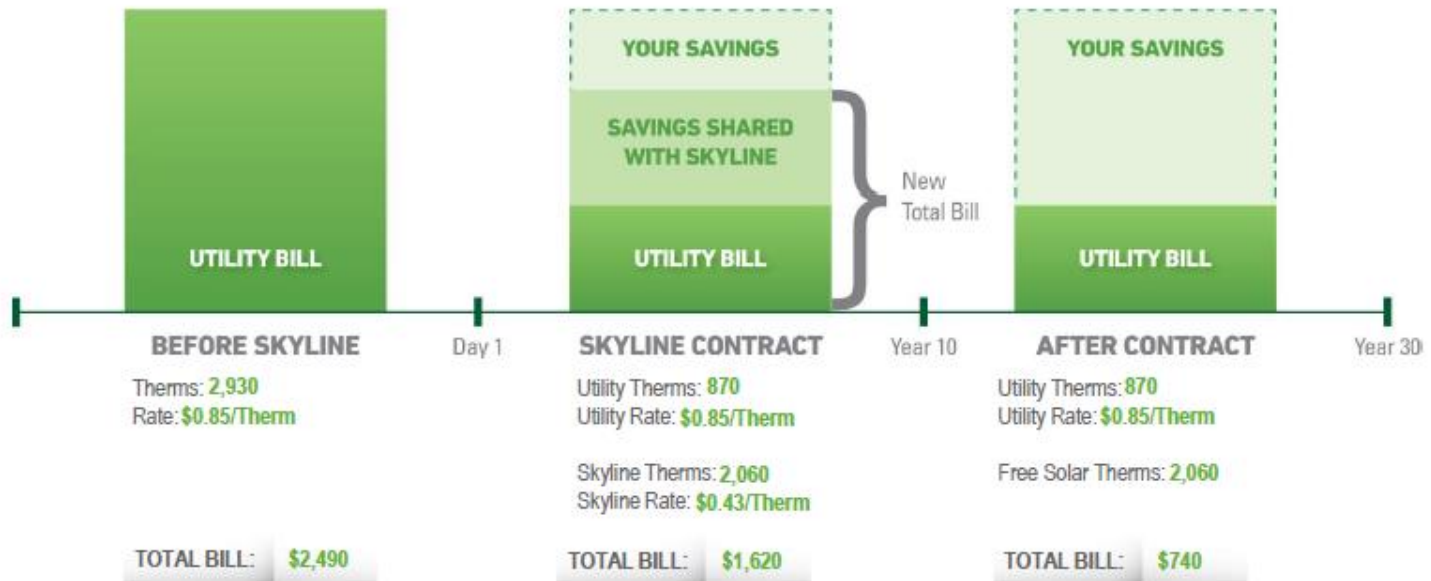 UTILITY BILL
YOUR SAVINGS
SAVINGS SHARED
WITH SKYLINE
UTILITY BILL
New
Total Bill
YOUR SAVINGS
UTILITY BILL
BEFORE SKYLINE
Day 1
SKYLINE CONTRACT
Year 10
AFTER CONTRACT
Year 30
Therms: 2,930
Rate: $0.85/Therm
TOTAL BILL: $2,490
Utility Therms: 870
Utility Rate: $0.85/Therm
Skyline Therms: 2,060
Skyline Rate: $0.43/Therm
TOTAL BILL: $1,620
Utility Therms: 870
Utility Rate: $0.85/Therm
Free Solar Therms: 2,060
TOTAL BILL: $740